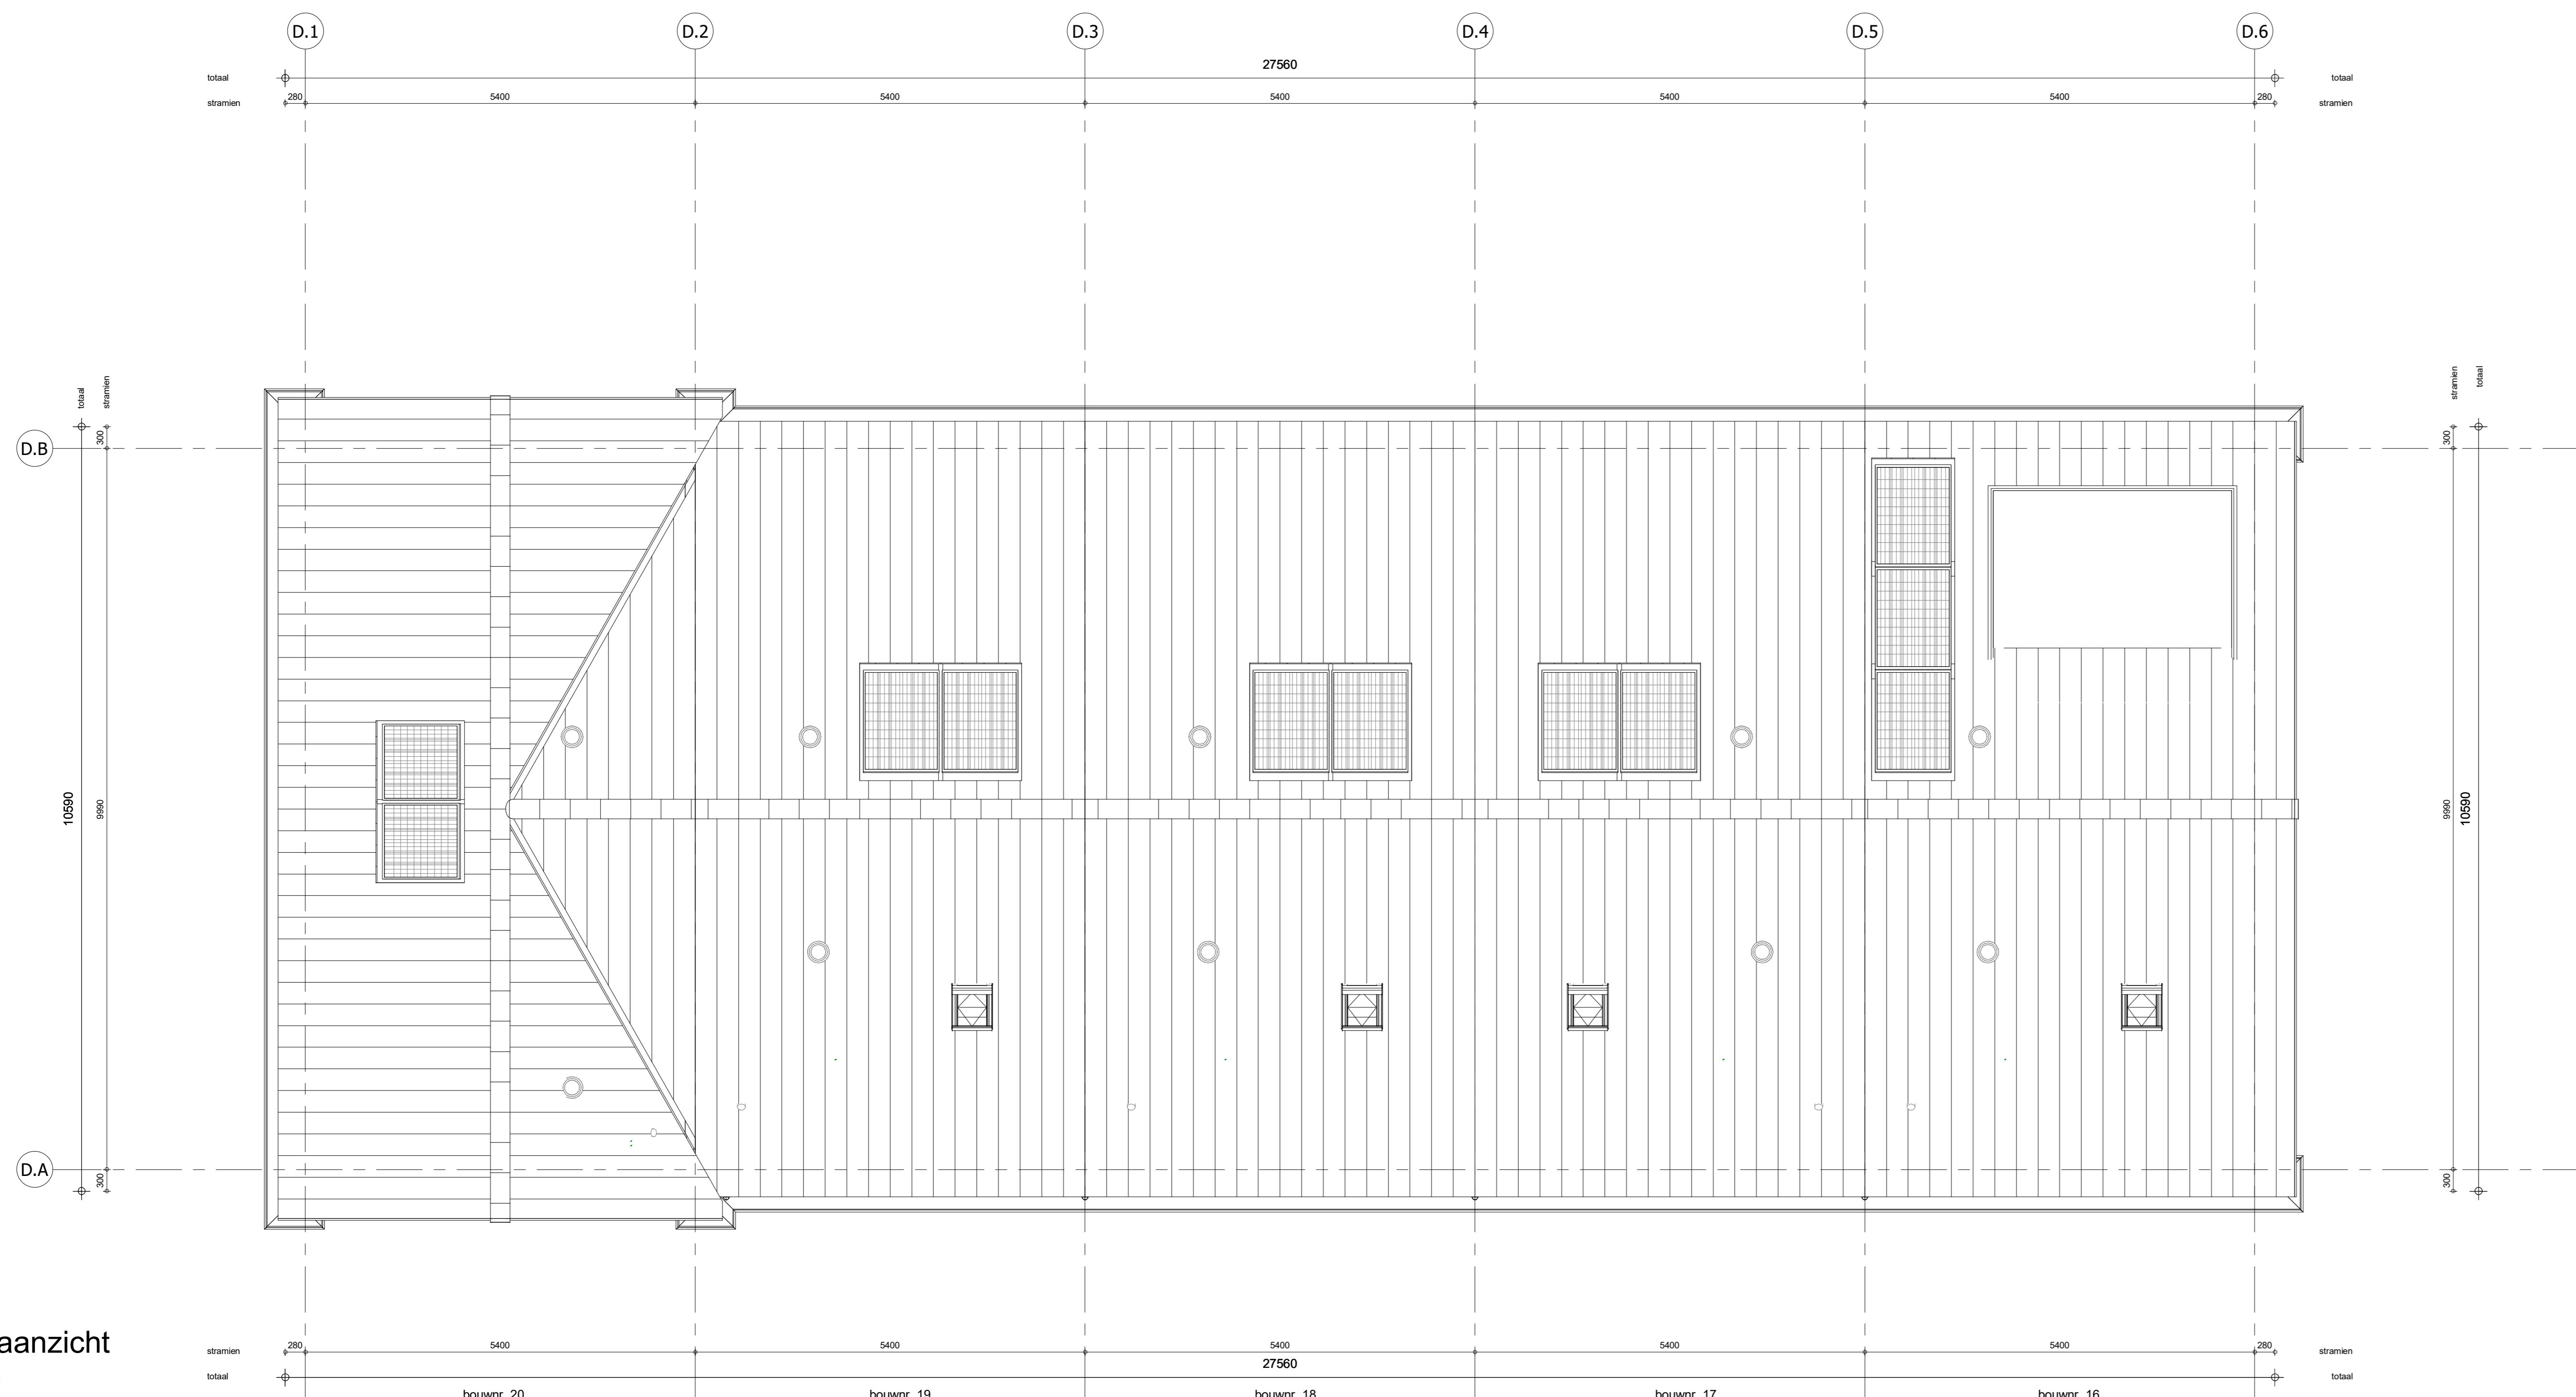 D.1 D.2 D.3 D.4 D.5 D.6
totaal 27560 totaal
stramien 280 5400 5400 5400 5400 5400 280 stramien
totaal stramien stramien totaal
D.B 300 300
10590 9990 9990 10590
D.A 300 300
aanzicht
stramien 280 5400 5400 5400 5400 5400 280 stramien
totaal 27560 totaal
bouwnr. 20 bouwnr. 19 bouwnr. 18 bouwnr. 17 bouwnr. 16